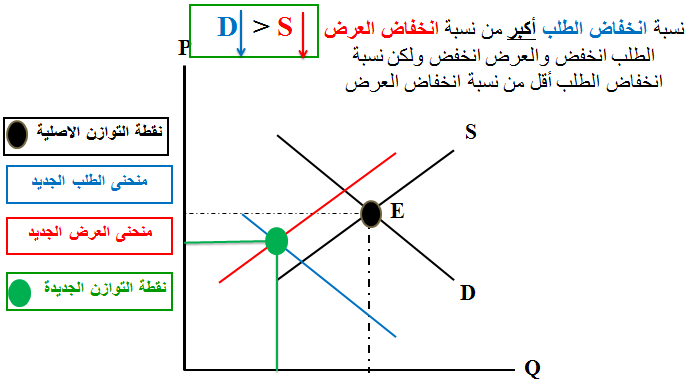 D > S
نسبة انخفاض الطلب أكبر من نسبة انخفاض العرض
الطلب انخفض والعرض انخفض ولكن نسبة
انخفاض الطلب أقل من نسبة انخفاض العرض
P
S
نقطة التوازن الاصلية
منحنى الطلب الجديد
E
منحنى العرض الجديد
نقطة التوازن الجديدة
D
Q